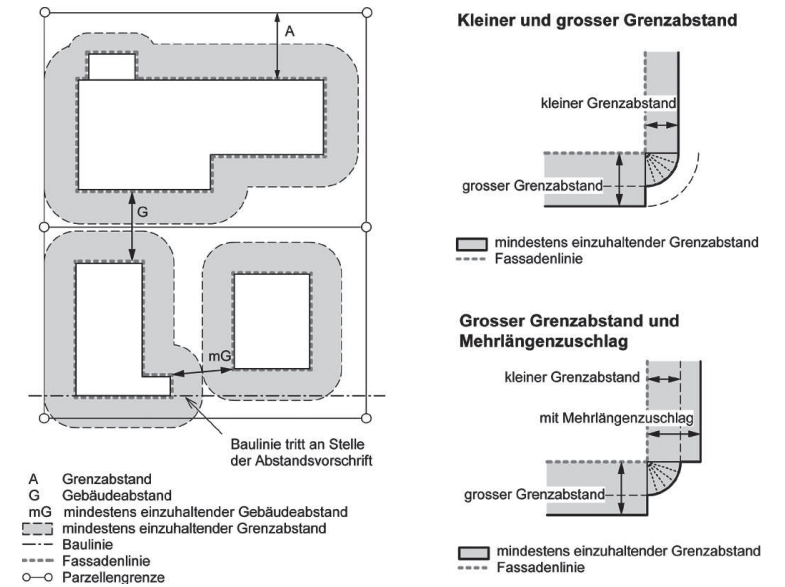 A
G
mG
Baulinie tritt an Stelle
der Abstandsvorschrift
A Grenzabstand
G Gebäudeabstand
mG mindestens einzuhaltender Gebäudeabstand
mindestens einzuhaltender Grenzabstand
Baulinie
Fassadenlinie
Parzellengrenze
Kleiner und grosser Grenzabstand
kleiner Grenzabstand
grosser Grenzabstand
mindestens einzuhaltender Grenzabstand
Fassadenlinie
Grosser Grenzabstand und
Mehrlängenzuschlag
kleiner Grenzabstand
mit Mehrlängenzuschlag
grosser Grenzabstand
mindestens einzuhaltender Grenzabstand
Fassadenlinie